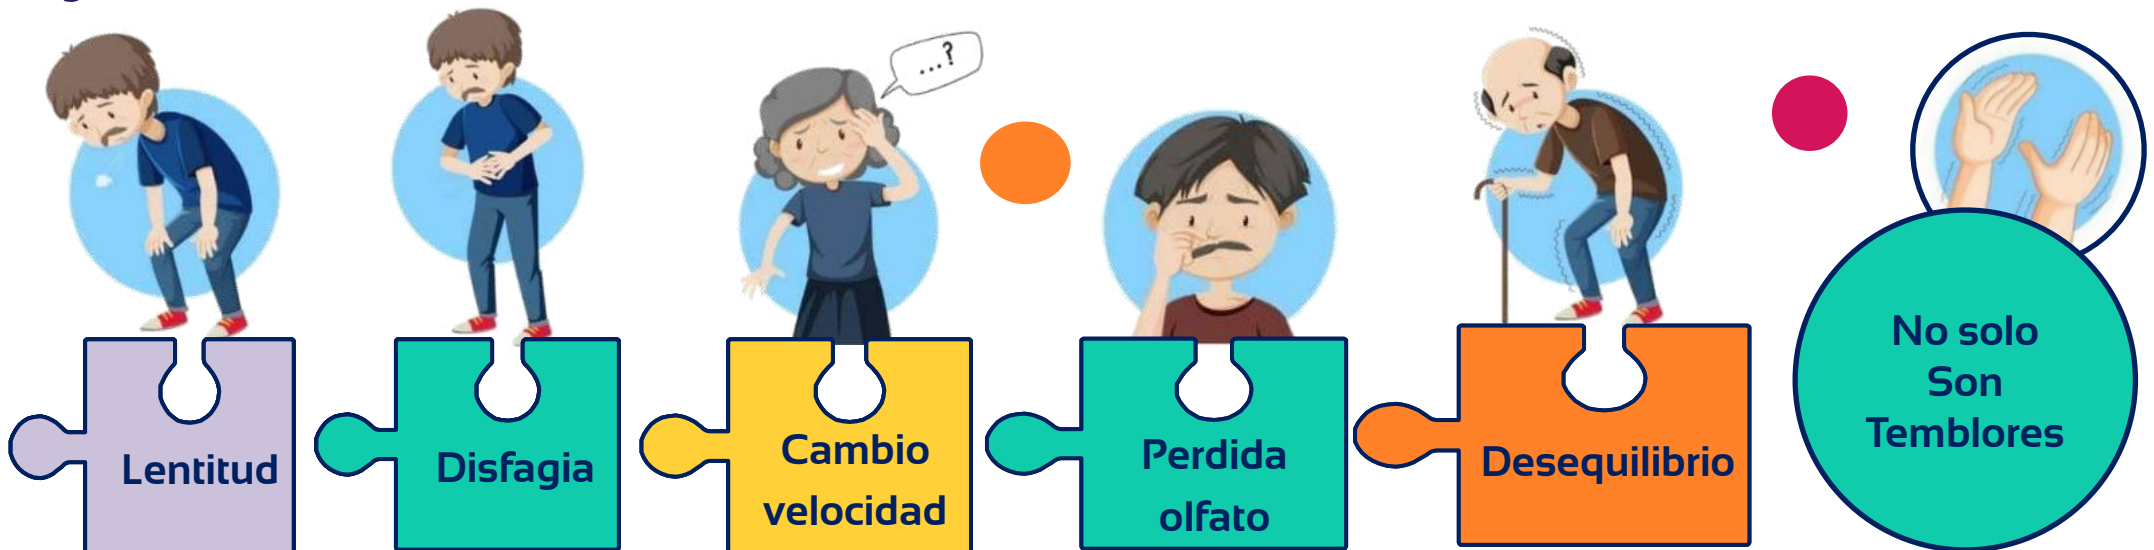 ...?
Lentitud
Disfagia
Cambio
velocidad
Perdida
olfato
Desequilibrio
No solo
Son
Temblores